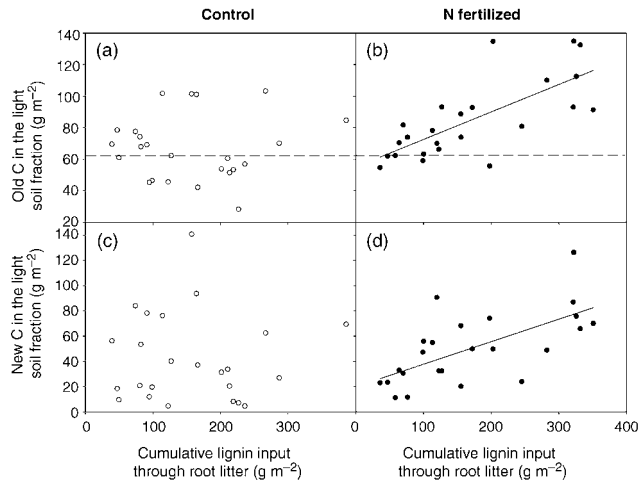 Control
N fertilized
Old C in the light
soil fraction (g m⁻²)
140
120
100
80
60
40
20
(a)
(b)
New C in the light
soil fraction (g m⁻²)
140
120
100
80
60
40
20
0
(c)
(d)
0
100
200
300
0
100
200
300
400
Cumulative lignin input
through root litter (g m⁻²)
Cumulative lignin input
through root litter (g m⁻²)